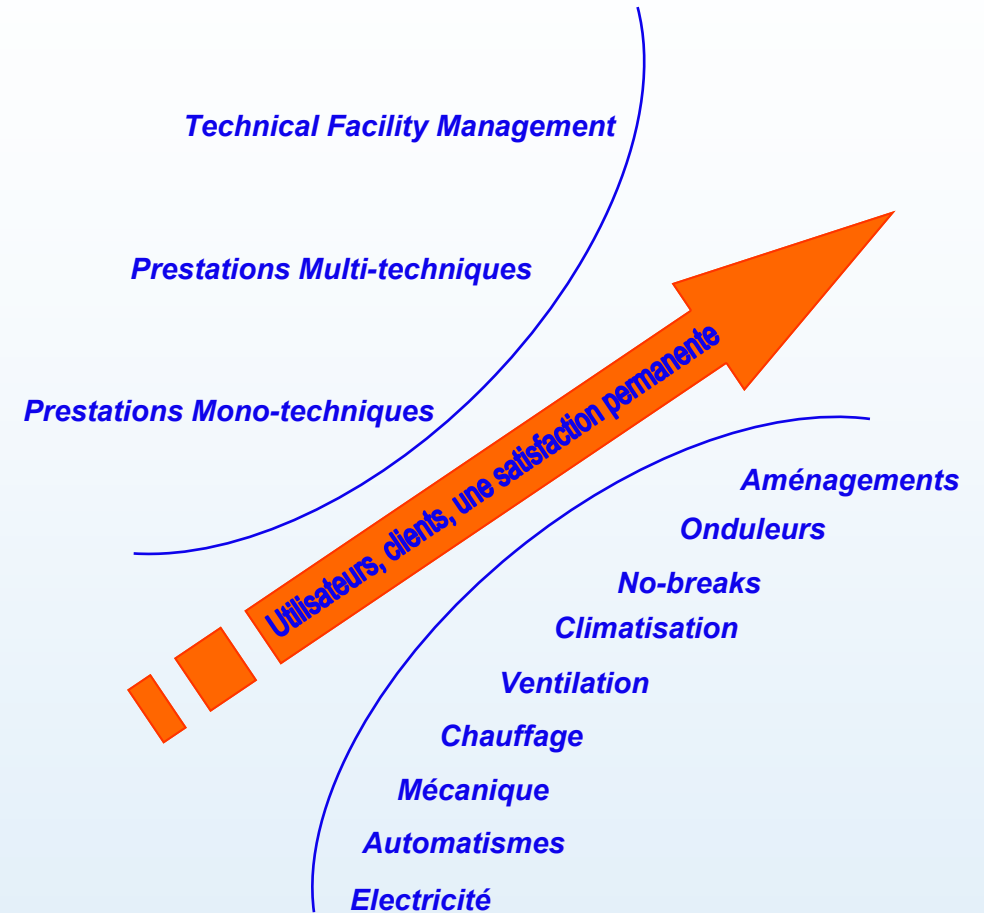 Technical Facility Management
Prestations Multi-techniques
Prestations Mono-techniques
Utilisateurs, clients, une satisfaction permanente
Aménagements
Onduleurs
No-breaks
Climatisation
Ventilation
Chauffage
Mécanique
Automatismes
Electricité